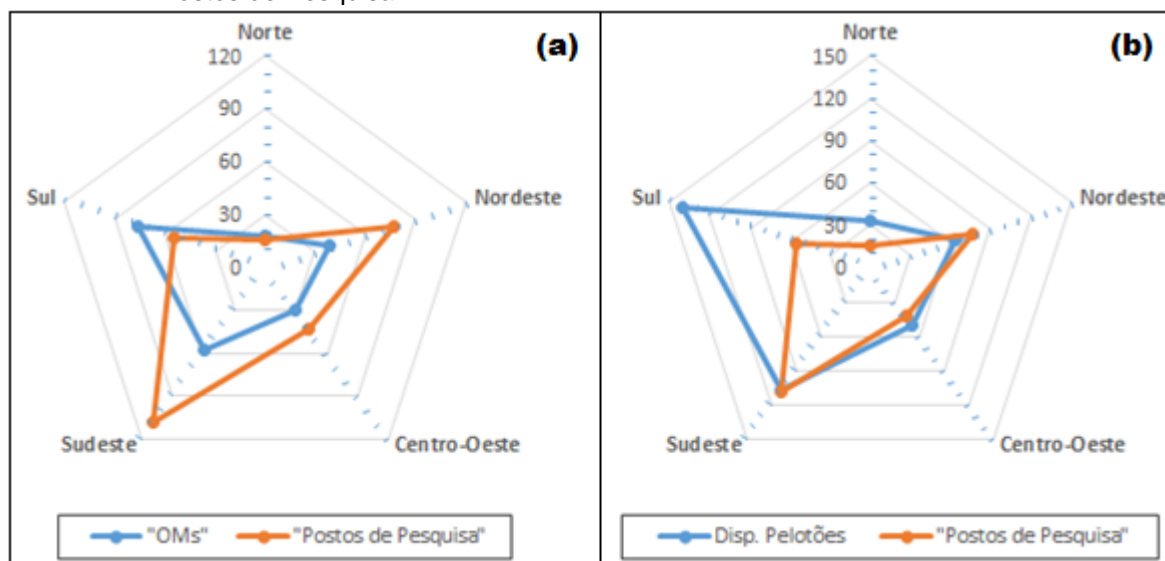 Norte
(a)
120
90
60
30
0
Sul
Nordeste
Sudeste
Centro-Oeste
"OMs"
"Postos de Pesquisa"
Norte
(b)
150
120
90
60
30
0
Sul
Nordeste
Sudeste
Centro-Oeste
Disp. Pelotões
"Postos de Pesquisa"